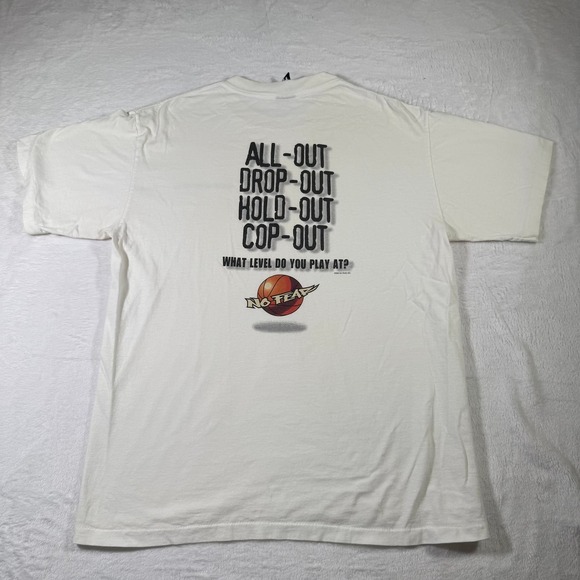 ALL-OUT
DROP-OUT
HOLD-OUT
COP-OUT
WHAT LEVEL DO YOU PLAY AT?
NO FEAR